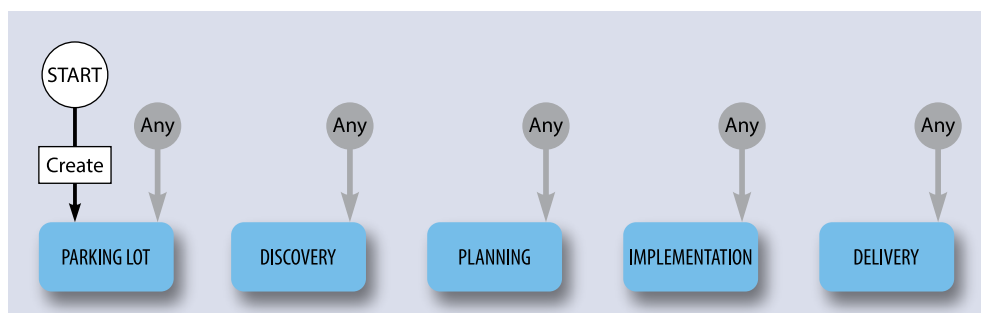 START
Any
Any
Any
Any
Any
Create
PARKING LOT
DISCOVERY
PLANNING
IMPLEMENTATION
DELIVERY